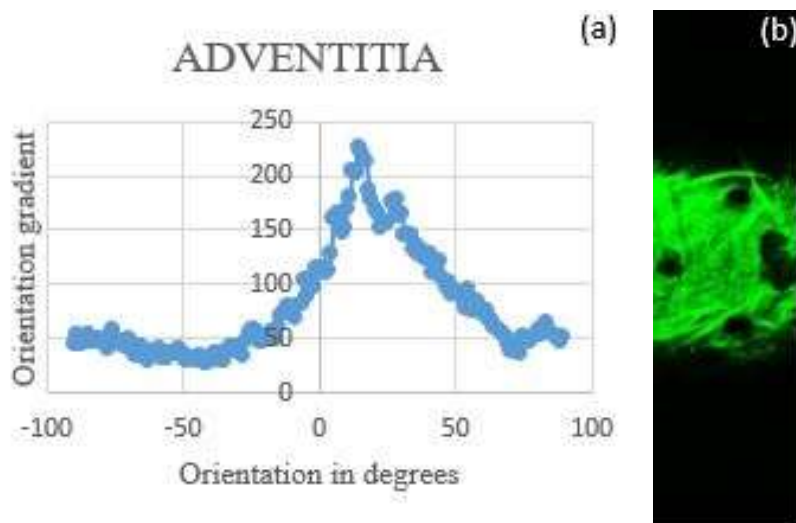 (a)
(b)
ADVENTITIA
Orientation gradient
250
200
150
100
50
0
-100 -50 0 50 100
Orientation in degrees